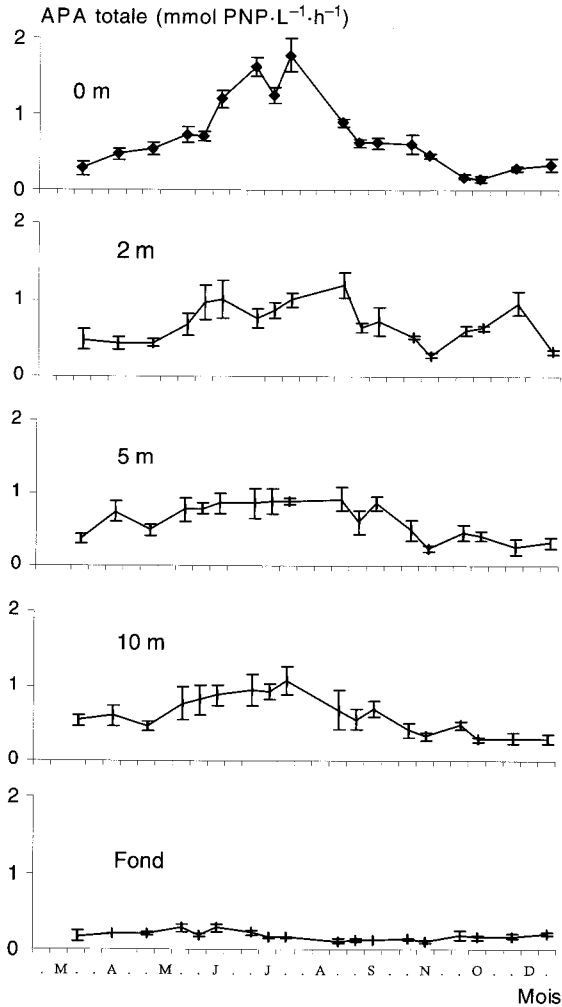 APA totale (mmol PNP·L⁻¹·h⁻¹)
2
0 m
1
0
2
2 m
1
0
2
5 m
1
0
2
10 m
1
0
2
Fond
1
0
. M . . A . . M . . J . . J . . A . . S . . N . . O . . D .
Mois